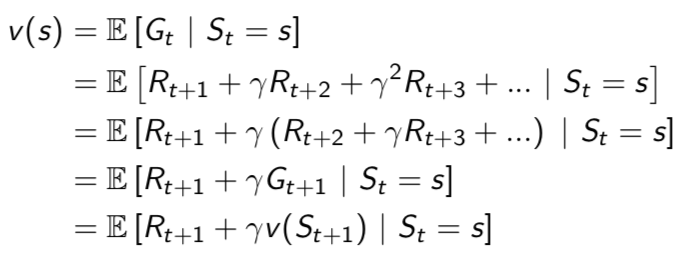 v(s) = 𝔼 [G_t | S_t = s]
= 𝔼 [R_{t+1} + γR_{t+2} + γ²R_{t+3} + ... | S_t = s]
= 𝔼 [R_{t+1} + γ (R_{t+2} + γR_{t+3} + ...) | S_t = s]
= 𝔼 [R_{t+1} + γG_{t+1} | S_t = s]
= 𝔼 [R_{t+1} + γv(S_{t+1}) | S_t = s]